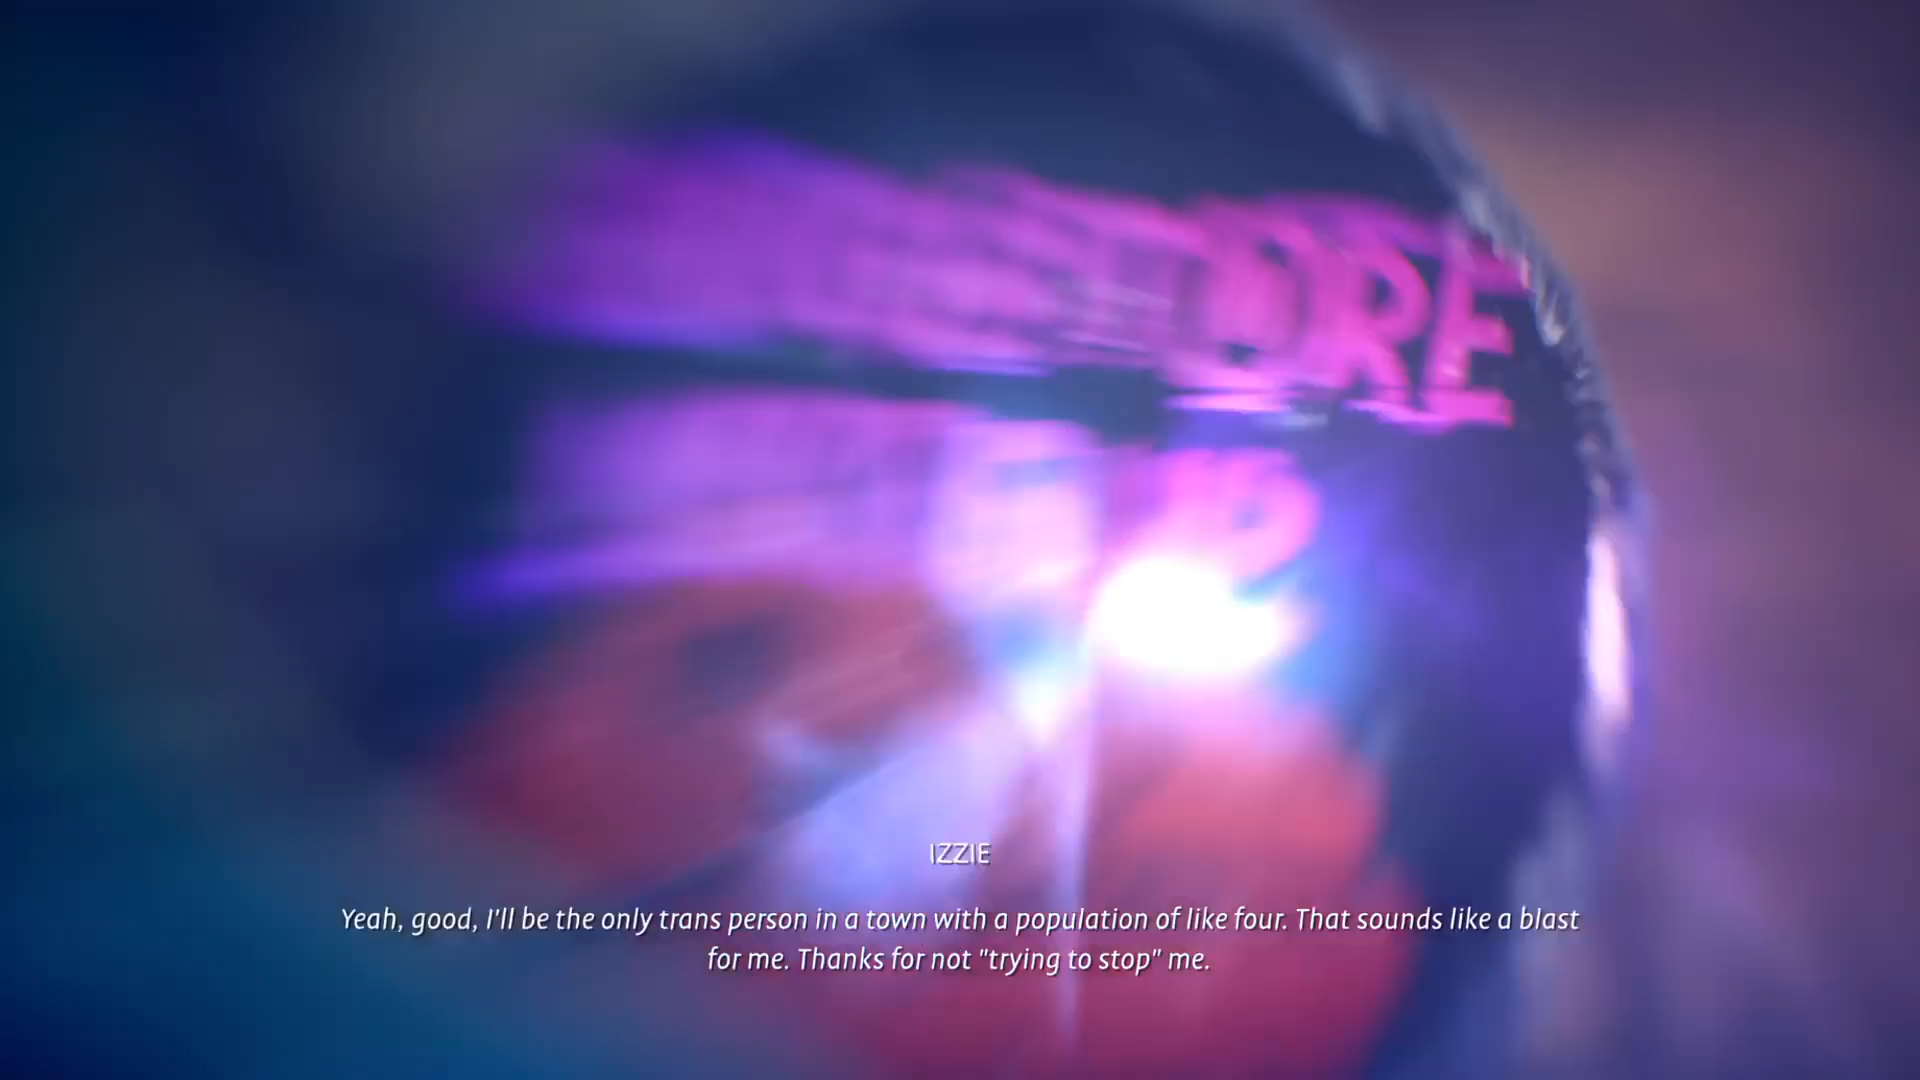 ORE
IZZIE
Yeah, good, I'll be the only trans person in a town with a population of like four. That sounds like a blast
for me. Thanks for not "trying to stop" me.